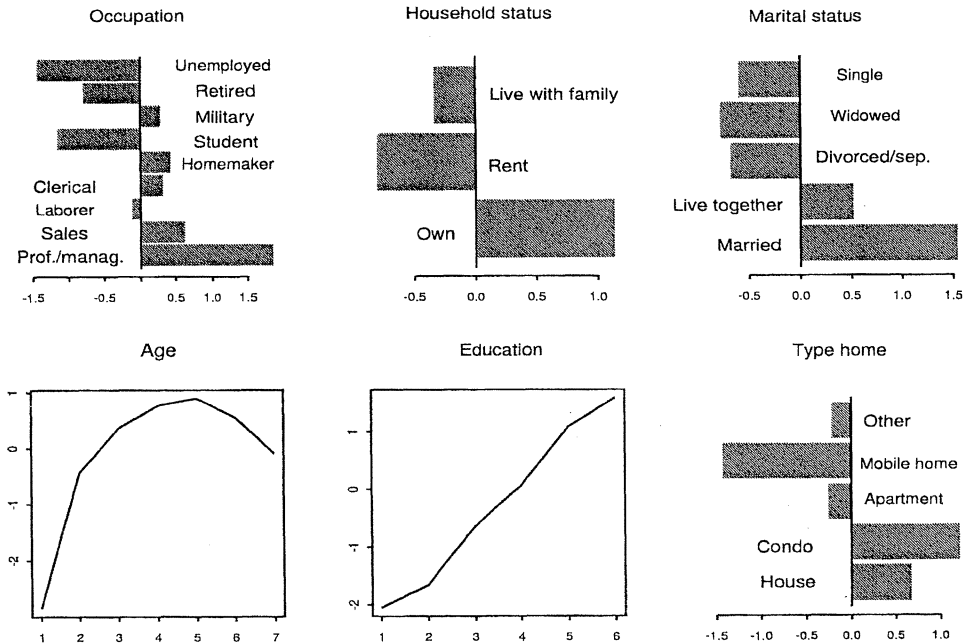 Occupation
Unemployed
Retired
Military
Student
Homemaker
Clerical
Laborer
Sales
Prof./manag.
-1.5 -0.5 0.5 1.0 1.5
Household status
Live with family
Rent
Own
-0.5 0.0 0.5 1.0
Marital status
Single
Widowed
Divorced/sep.
Live together
Married
-0.5 0.0 0.5 1.0 1.5
Age
1
0
-1
-2
1 2 3 4 5 6 7
Education
1
0
-1
-2
1 2 3 4 5 6
Type home
Other
Mobile home
Apartment
Condo
House
-1.5 -1.0 -0.5 0.0 0.5 1.0